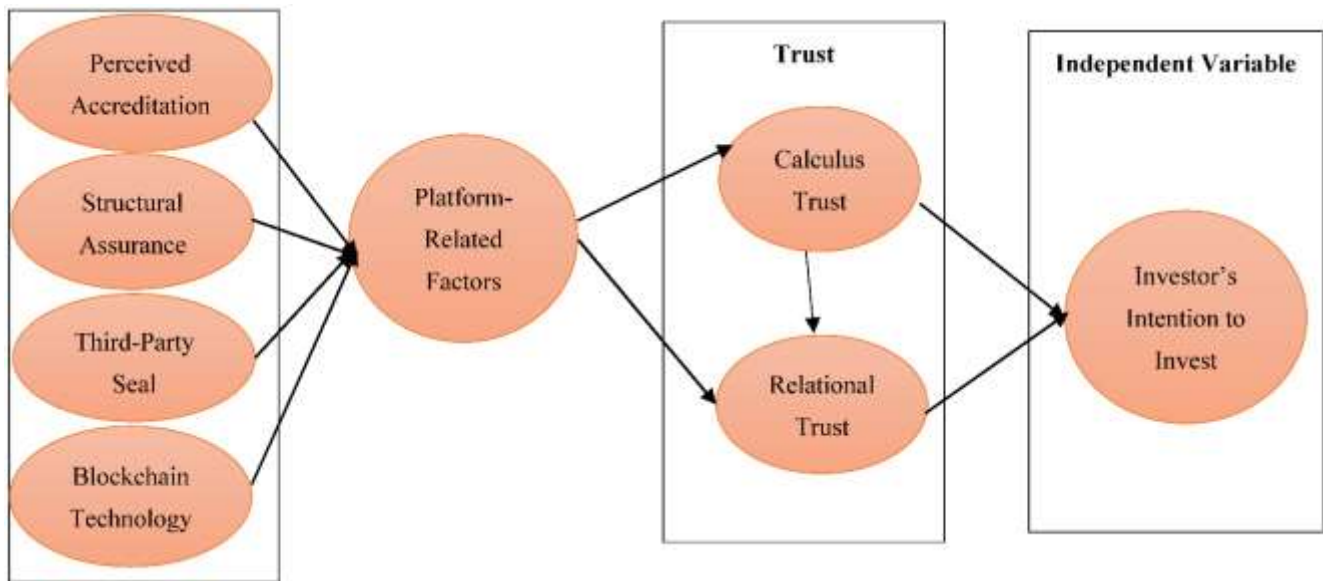 Perceived
Accreditation
Structural
Assurance
Third-Party
Seal
Blockchain
Technology
Platform-
Related
Factors
Trust
Calculus
Trust
Relational
Trust
Independent Variable
Investor's
Intention to
Invest